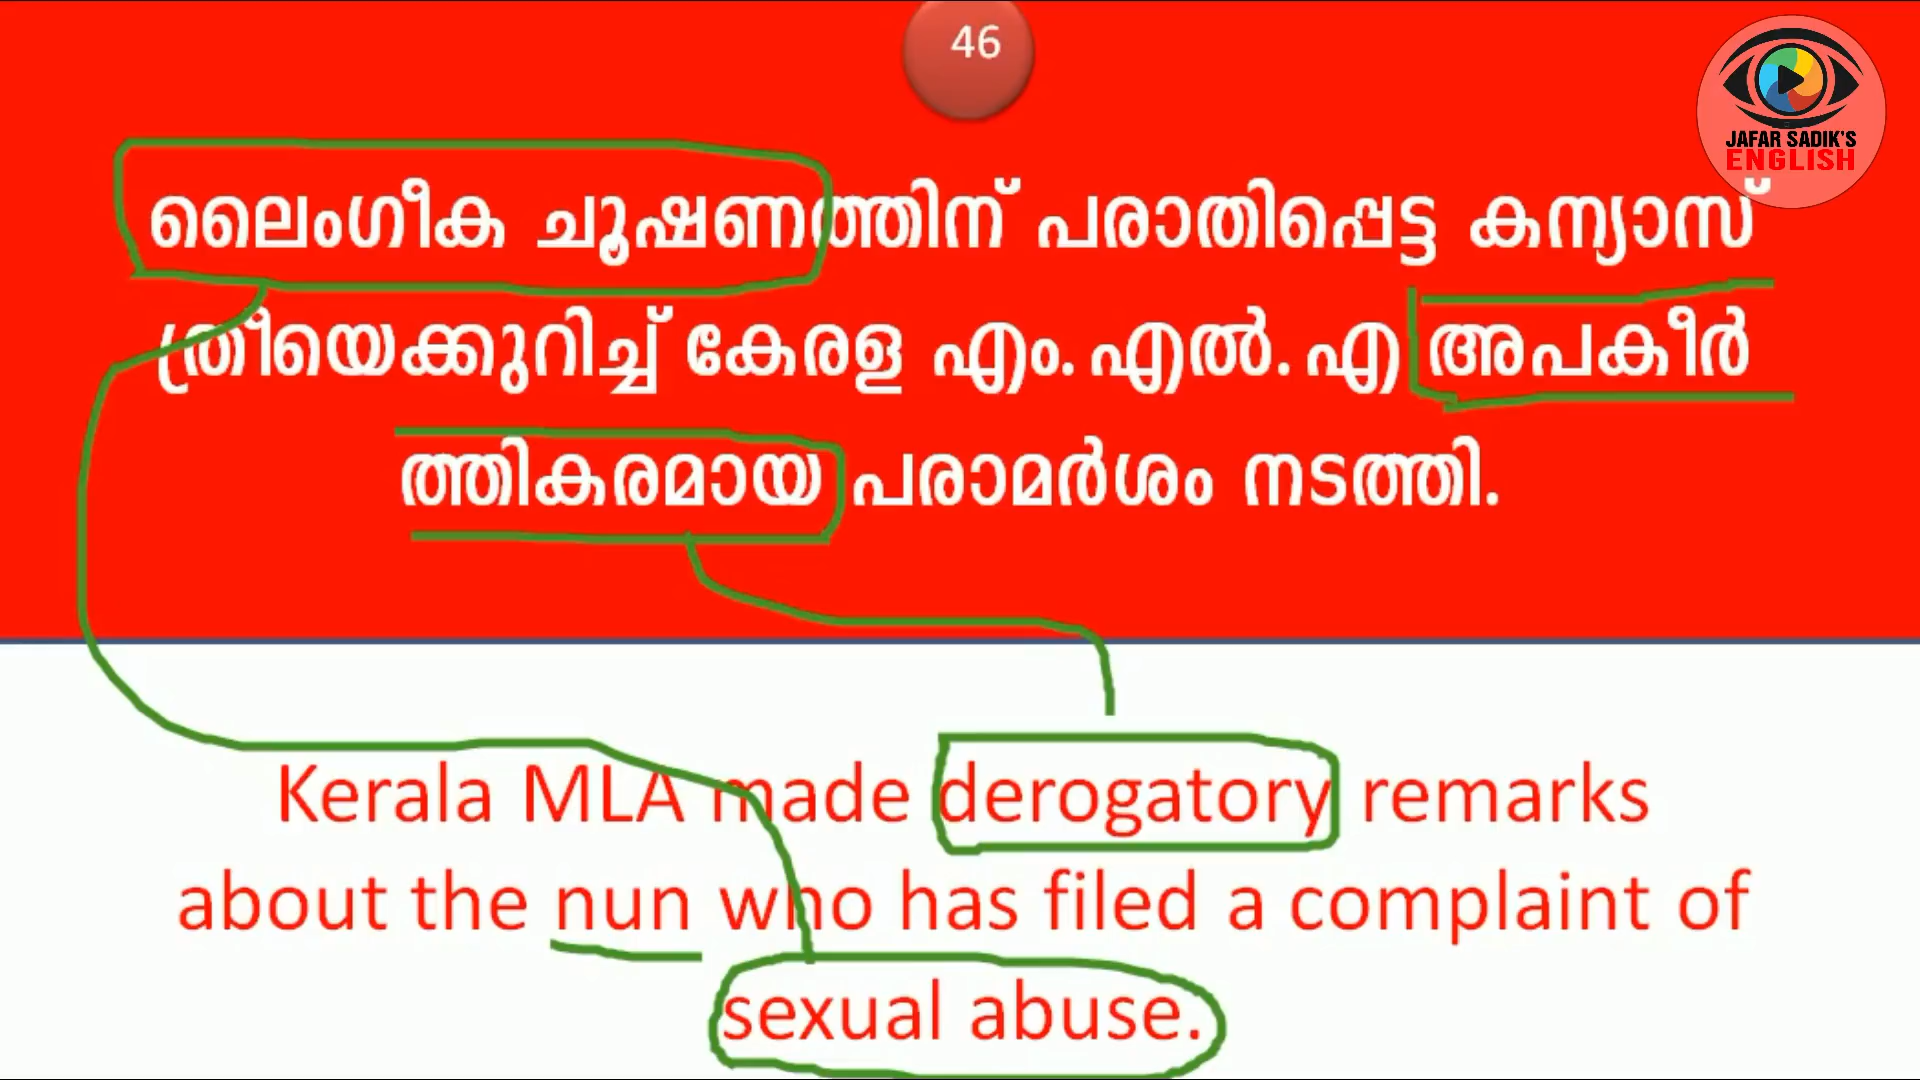 46
JAFAR SADIK'S
ENGLISH
ലൈംഗീക ചൂഷണത്തിന് പരാതിപ്പെട്ട കന്യാസ്
ത്രീയെക്കുറിച്ച് കേരള എം.എൽ.എ അപകീർ
ത്തികരമായ പരാമർശം നടത്തി.
Kerala MLA made derogatory remarks
about the nun who has filed a complaint of
sexual abuse.